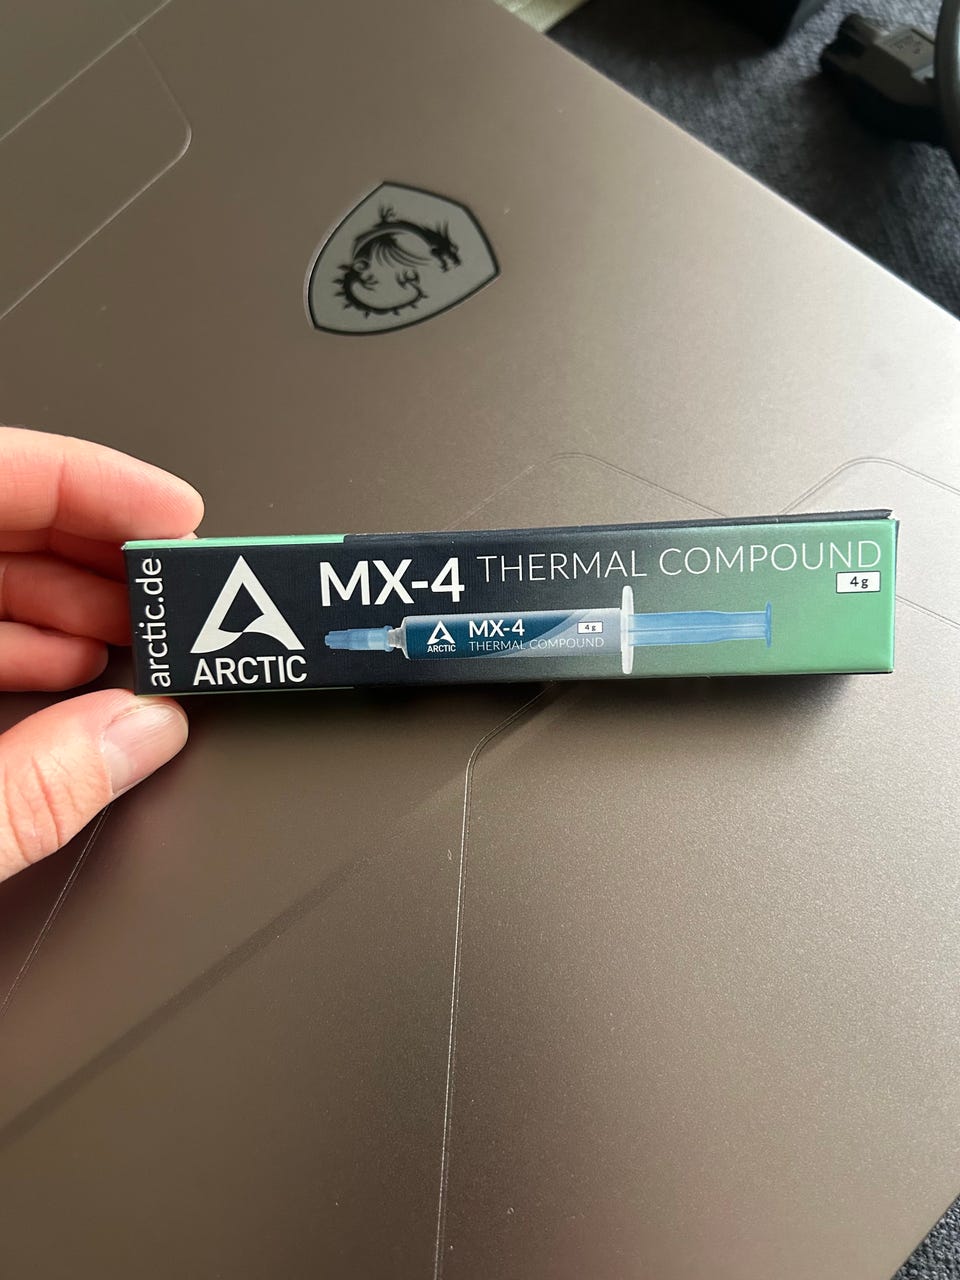 arctic.de
ARCTIC
MX-4 THERMAL COMPOUND
4g
ARCTIC
MX-4 4g
THERMAL COMPOUND